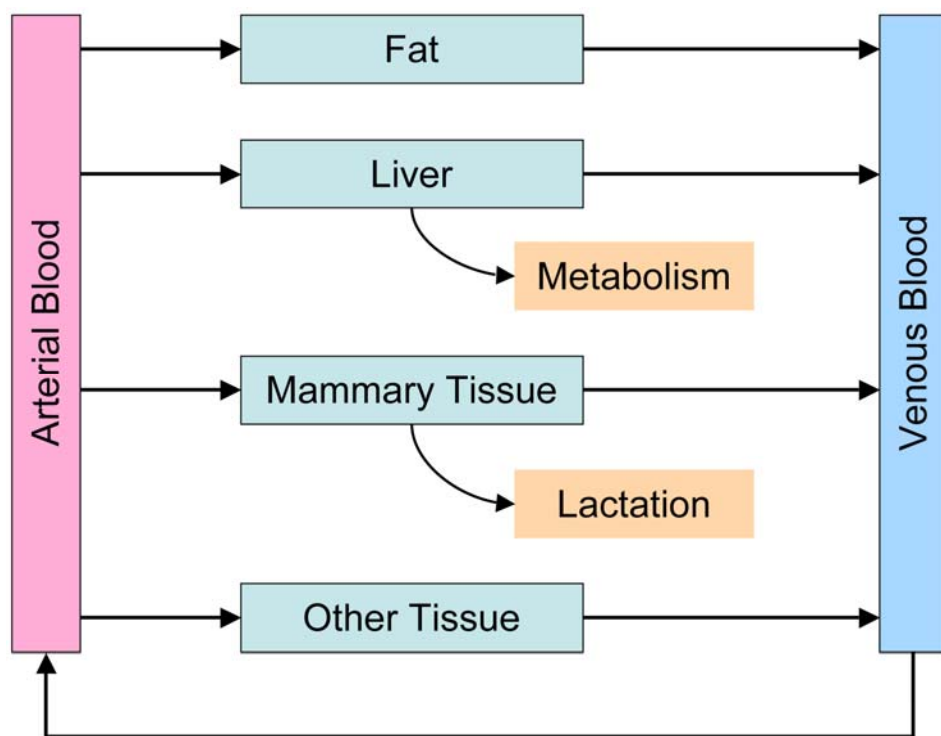 Fat
Liver
Metabolism
Arterial Blood
Venous Blood
Mammary Tissue
Lactation
Other Tissue